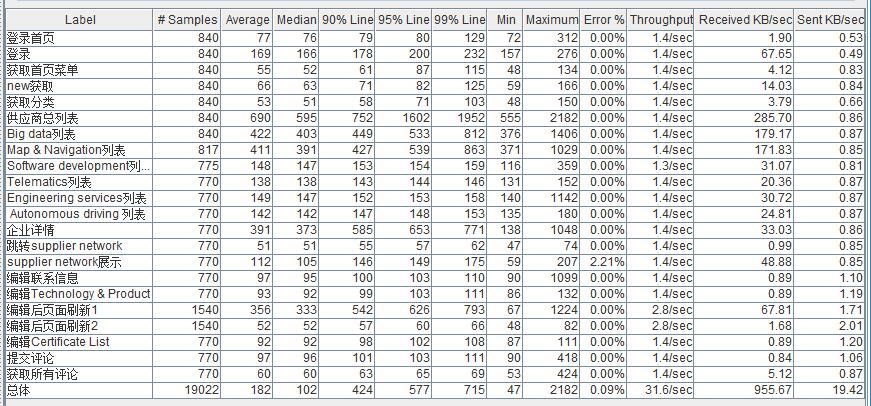 Label # Samples Average Median 90% Line 95% Line 99% Line Min Maximum Error % Throughput Received KB/sec Sent KB/sec
登录首页 840 77 76 79 80 129 72 312 0.00% 1.4/sec 1.90 0.53
登录 840 169 166 178 200 232 157 276 0.00% 1.4/sec 67.65 0.49
获取首页菜单 840 55 52 61 87 115 48 134 0.00% 1.4/sec 4.12 0.83
new获取 840 66 63 71 82 125 59 166 0.00% 1.4/sec 14.03 0.84
获取分类 840 53 51 58 71 103 48 150 0.00% 1.4/sec 3.79 0.66
供应商总列表 840 690 595 752 1602 1952 555 2182 0.00% 1.4/sec 285.70 0.86
Big data列表 840 422 403 449 533 812 376 1406 0.00% 1.4/sec 179.17 0.87
Map & Navigation列表 817 411 391 427 539 863 371 1029 0.00% 1.4/sec 171.83 0.85
Software development列... 775 148 147 153 154 159 116 359 0.00% 1.3/sec 31.07 0.81
Telematics列表 770 138 138 143 144 146 131 152 0.00% 1.4/sec 20.36 0.87
Engineering services列表 770 149 147 152 153 158 140 1142 0.00% 1.4/sec 30.72 0.87
Autonomous driving 列表 770 142 142 147 148 153 135 180 0.00% 1.4/sec 24.81 0.87
企业详情 770 391 373 585 653 771 138 1048 0.00% 1.4/sec 33.03 0.86
跳转supplier network 770 51 51 55 57 62 47 74 0.00% 1.4/sec 0.99 0.85
supplier network展示 770 112 105 146 149 175 59 207 2.21% 1.4/sec 48.88 0.85
编辑联系信息 770 97 95 100 103 110 90 1099 0.00% 1.4/sec 0.89 1.10
编辑Technology & Product 770 93 92 99 103 111 86 132 0.00% 1.4/sec 0.89 1.19
编辑后页面刷新1 1540 356 333 542 626 793 67 1224 0.00% 2.8/sec 67.81 1.71
编辑后页面刷新2 1540 52 52 57 60 66 48 82 0.00% 2.8/sec 1.68 2.01
编辑Certificate List 770 92 92 98 102 108 87 111 0.00% 1.4/sec 0.89 1.20
提交评论 770 97 96 101 103 111 90 418 0.00% 1.4/sec 0.84 1.06
获取所有评论 770 60 60 63 65 69 53 424 0.00% 1.4/sec 5.12 0.87
总体 19022 182 102 424 577 715 47 2182 0.09% 31.6/sec 955.67 19.42